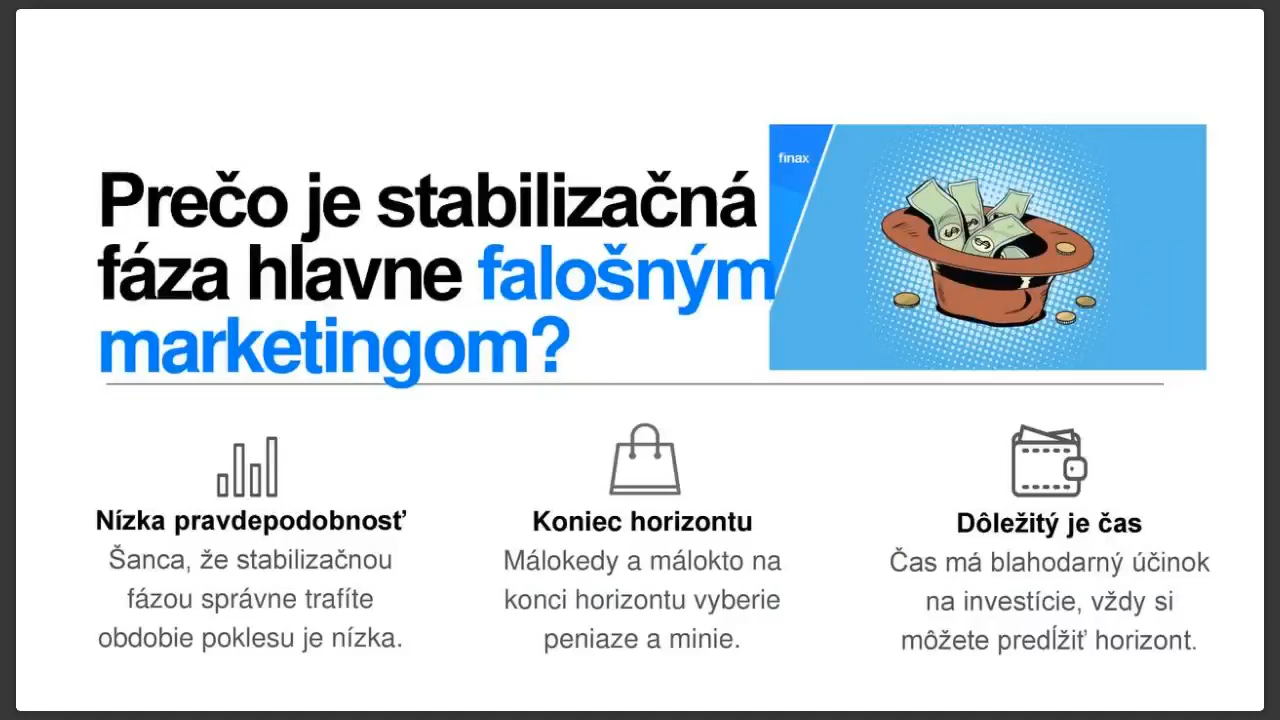 Prečo je stabilizačná
fáza hlavne falošným
marketingom?
finax
Nízka pravdepodobnosť
Šanca, že stabilizačnou
fázou správne trafíte
obdobie poklesu je nízka.
Koniec horizontu
Málokedy a málokto na
konci horizontu vyberie
peniaze a minie.
Dôležitý je čas
Čas má blahodarný účinok
na investície, vždy si
môžete predĺžiť horizont.